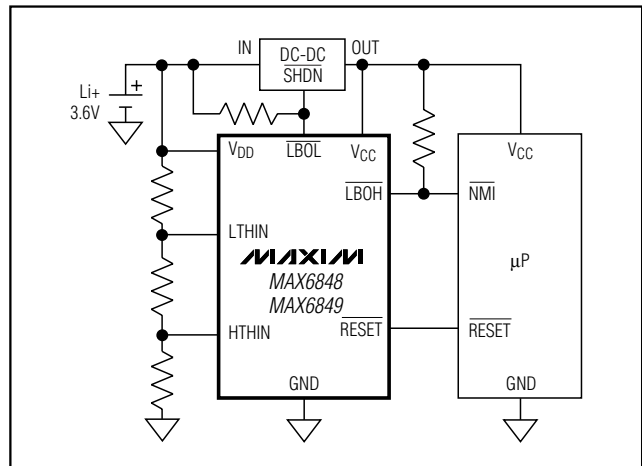 IN
DC-DC
SHDN
OUT
Li+
3.6V
+
VDD
LBOL
VCC
VCC
LBOH
NMI
LTHIN
MAXIM
MAX6848
MAX6849
µP
HTHIN
RESET
RESET
GND
GND